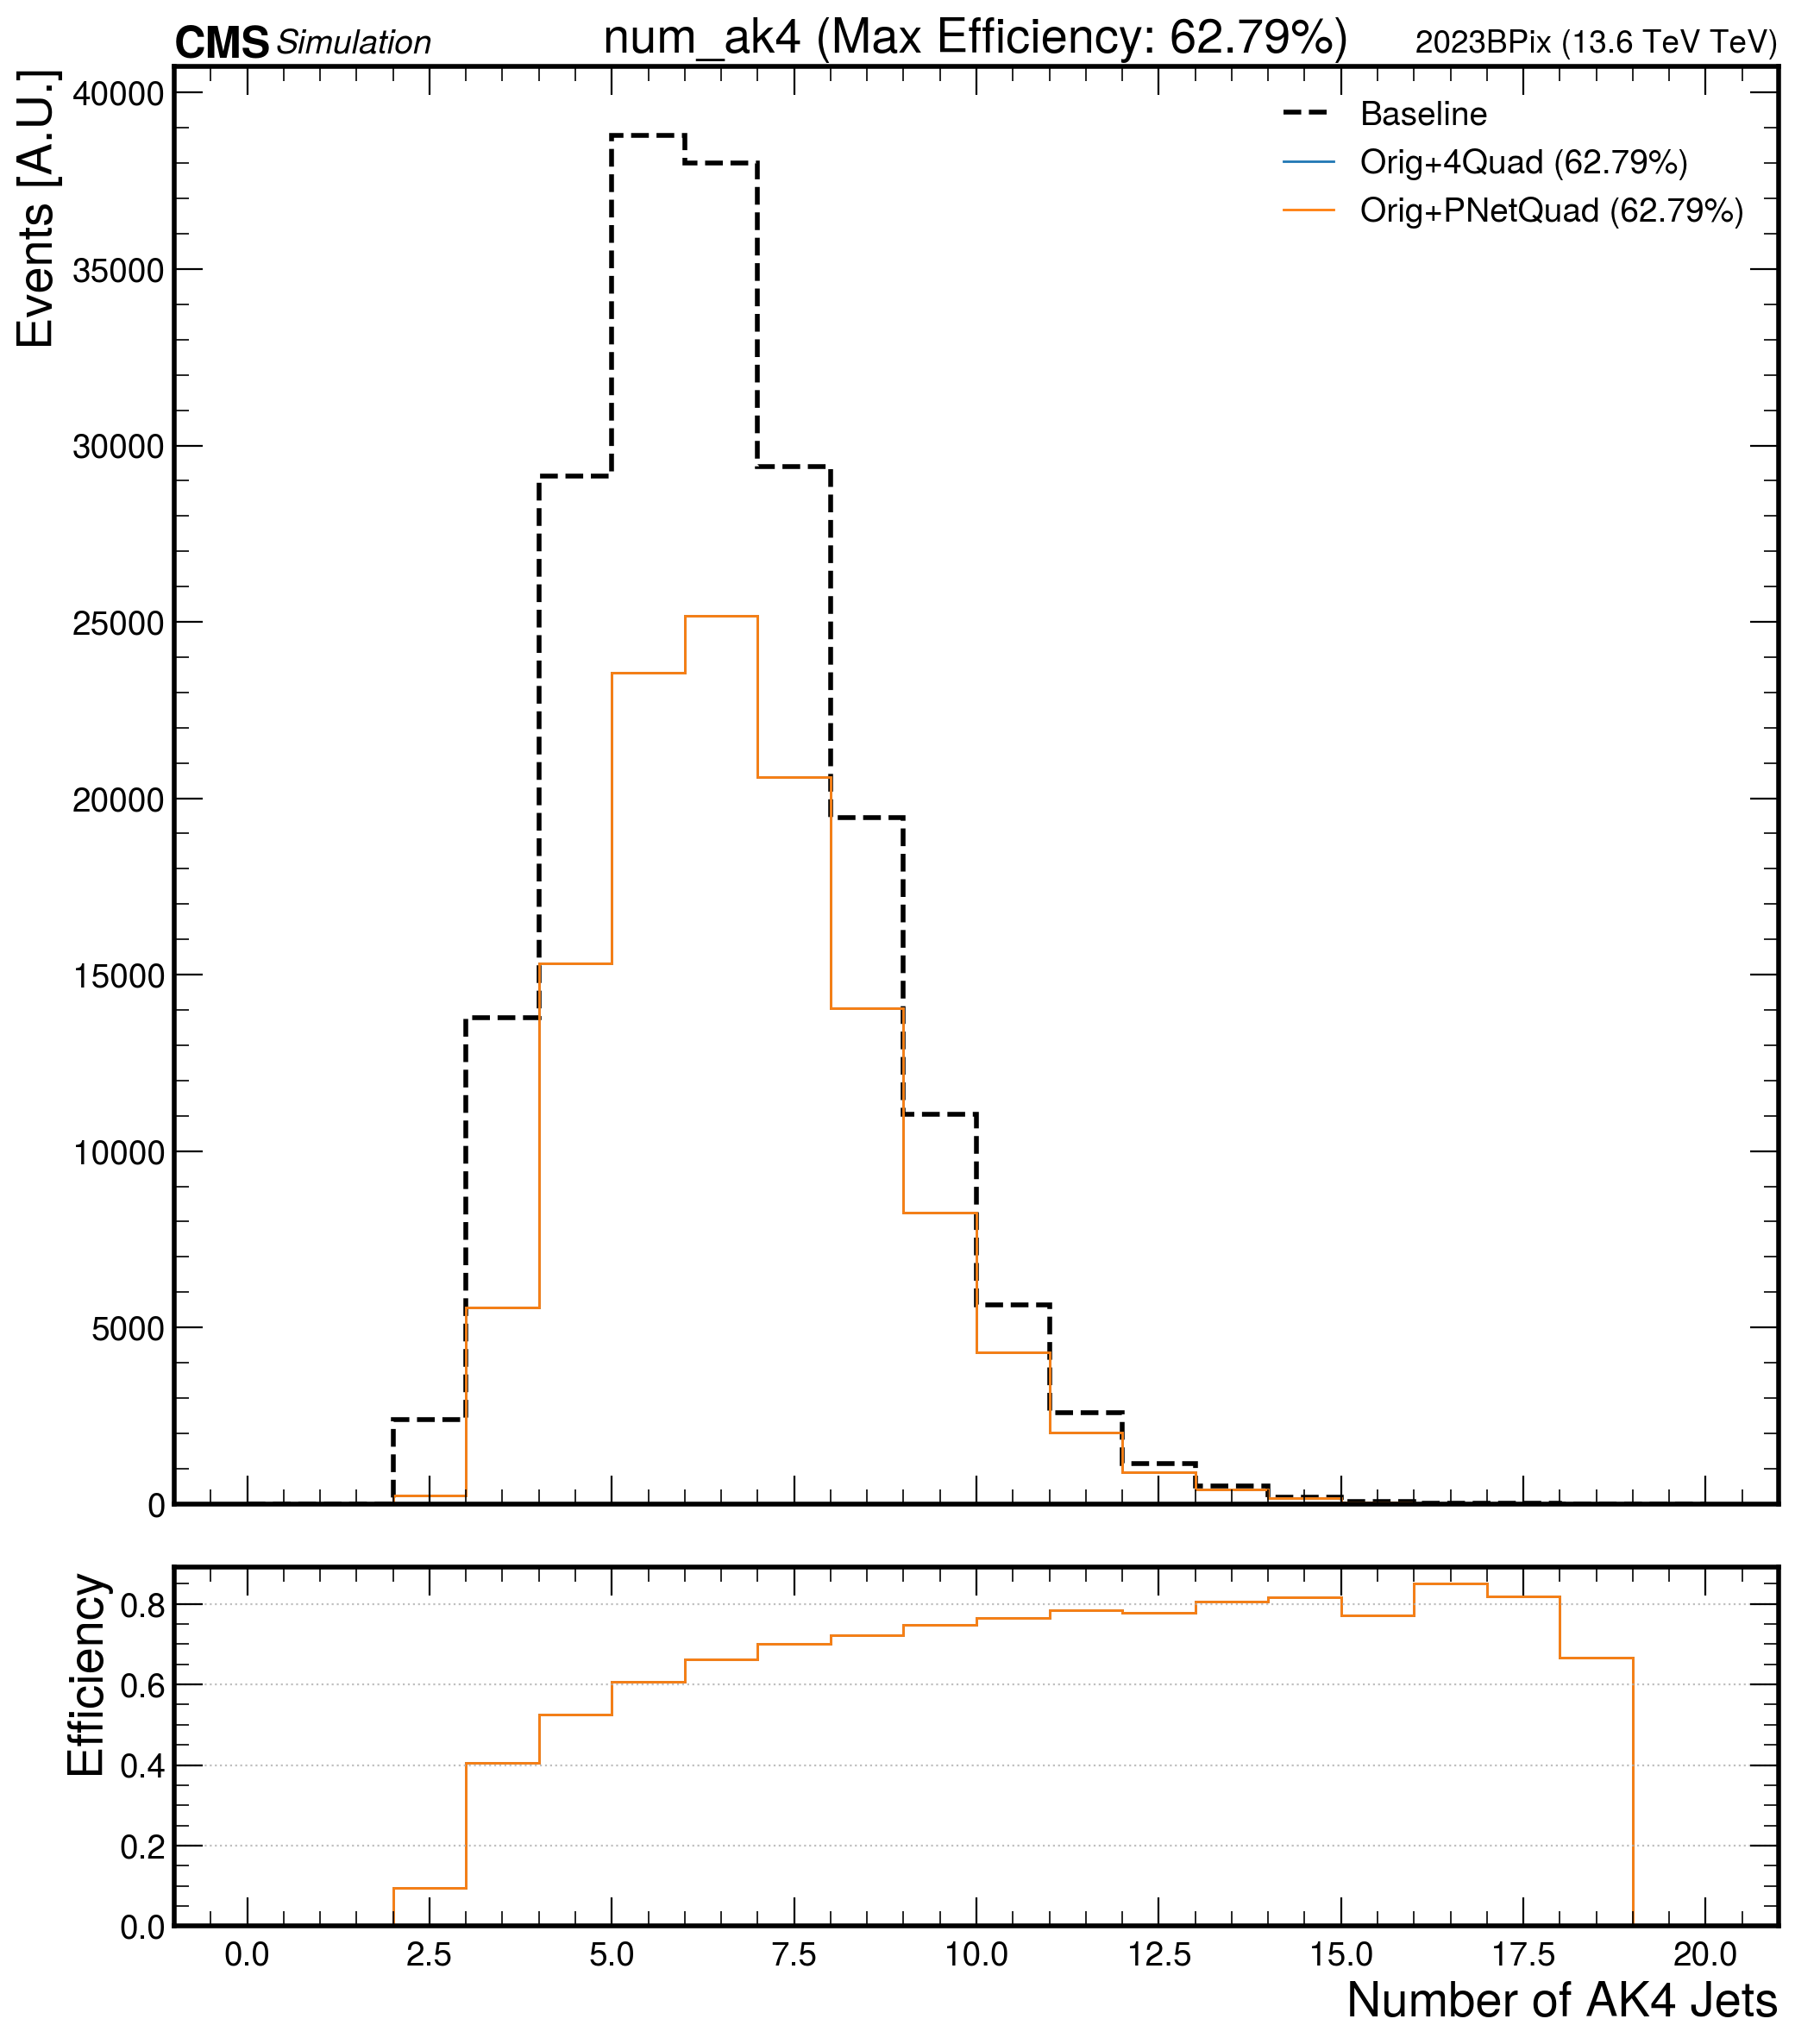 CMS Simulation
num_ak4 (Max Efficiency: 62.79%)
2023BPix (13.6 TeV TeV)
Events [A.U.]
40000
35000
30000
25000
20000
15000
10000
5000
0
Baseline
Orig+4Quad (62.79%)
Orig+PNetQuad (62.79%)
Efficiency
0.8
0.6
0.4
0.2
0.0
0.0 2.5 5.0 7.5 10.0 12.5 15.0 17.5 20.0
Number of AK4 Jets